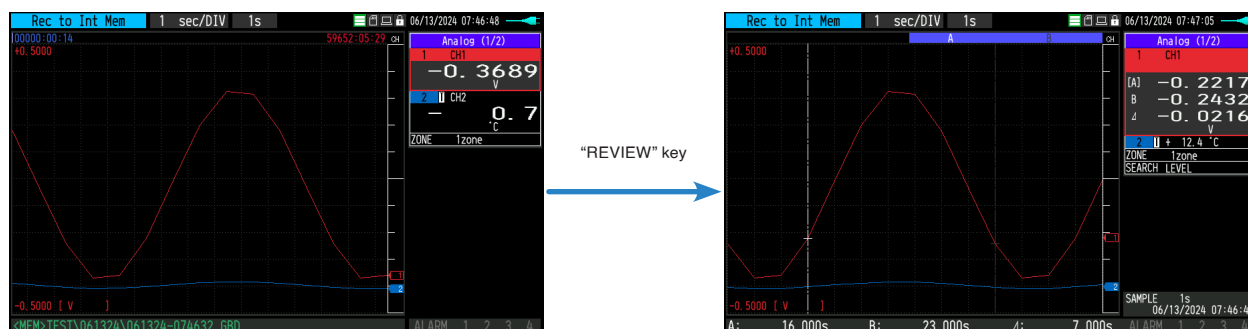 Rec to Int Mem 1 sec/DIV 1s 06/13/2024 07:46:48
00000:00:14 59652:05:29 CH
+0.5000
Analog (1/2)
1 CH1
-0.3689
V
2 CH2
- 0.7
°C
ZONE 1zone
1
2
-0.5000 [ V ]
<MEM>TEST\061324\061324-074632.GBD
ALARM 1 2 3 4
"REVIEW" key
Rec to Int Mem 1 sec/DIV 1s 06/13/2024 07:47:05
A B CH
+0.5000
Analog (1/2)
1 CH1
[A] -0.2217
B -0.2432
⊿ -0.0216
V
2 + 12.4 °C
ZONE 1zone
SEARCH LEVEL
1
2
-0.5000 [ V ]
SAMPLE 1s
06/13/2024 07:46:4
A: 16.000s B: 23.000s ⊿: 7.000s
ALARM 1 2 3